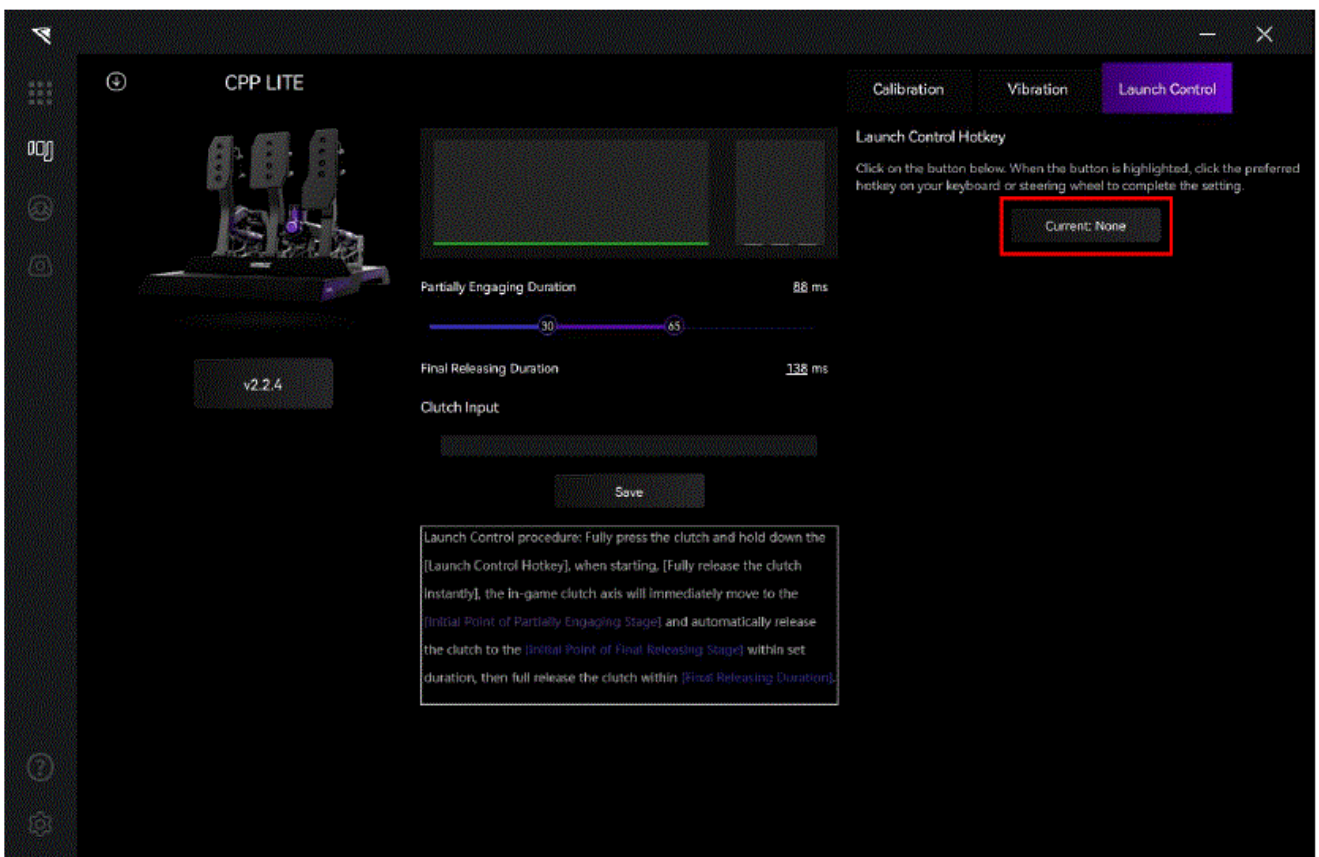 CPP LITE
Calibration
Vibration
Launch Control
Launch Control Hotkey
Click on the button below. When the button is highlighted, click the preferred
hotkey on your keyboard or steering wheel to complete the setting.
Current: None
Partially Engaging Duration
88 ms
30
65
Final Releasing Duration
138 ms
v2.2.4
Clutch Input
Save
Launch Control procedure: Fully press the clutch and hold down the
[Launch Control Hotkey], when starting, [Fully release the clutch
instantly], the in-game clutch axis will immediately move to the
[Initial Point of Partially Engaging Stage] and automatically release
the clutch to the [Initial Point of Final Releasing Stage] within set
duration, then full release the clutch within [Final Releasing Duration].